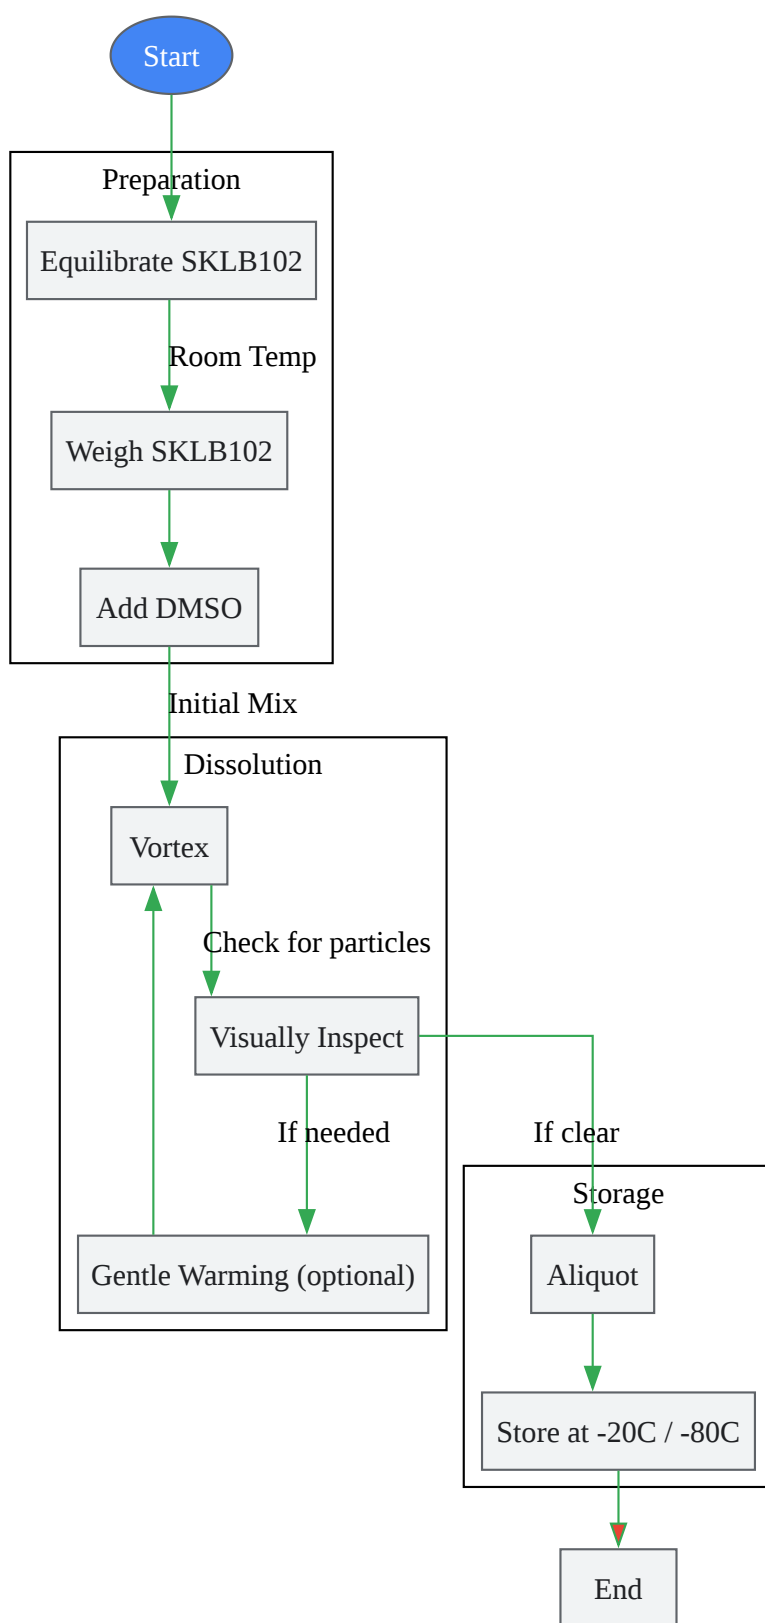 Start
Preparation
Equilibrate SKLB102
Room Temp
Weigh SKLB102
Add DMSO
Initial Mix
Dissolution
Vortex
Check for particles
Visually Inspect
If needed
If clear
Storage
Gentle Warming (optional)
Aliquot
Store at -20C / -80C
End